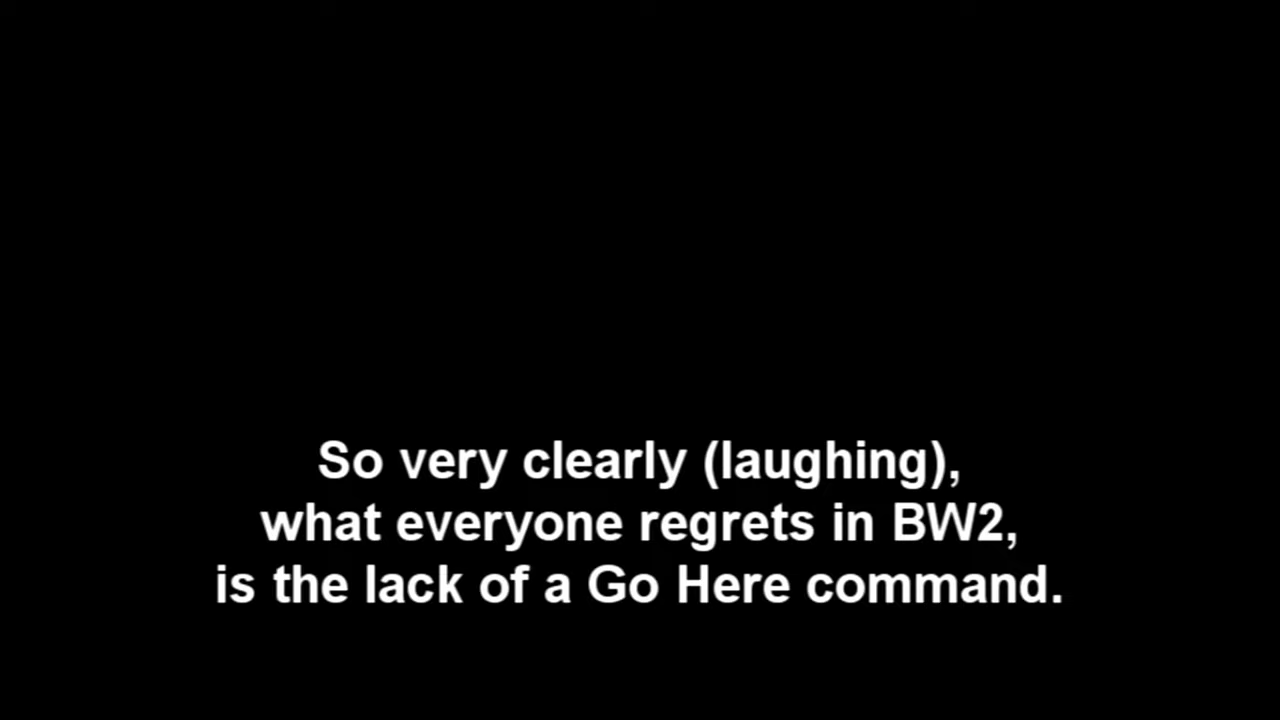 So very clearly (laughing),
what everyone regrets in BW2,
is the lack of a Go Here command.